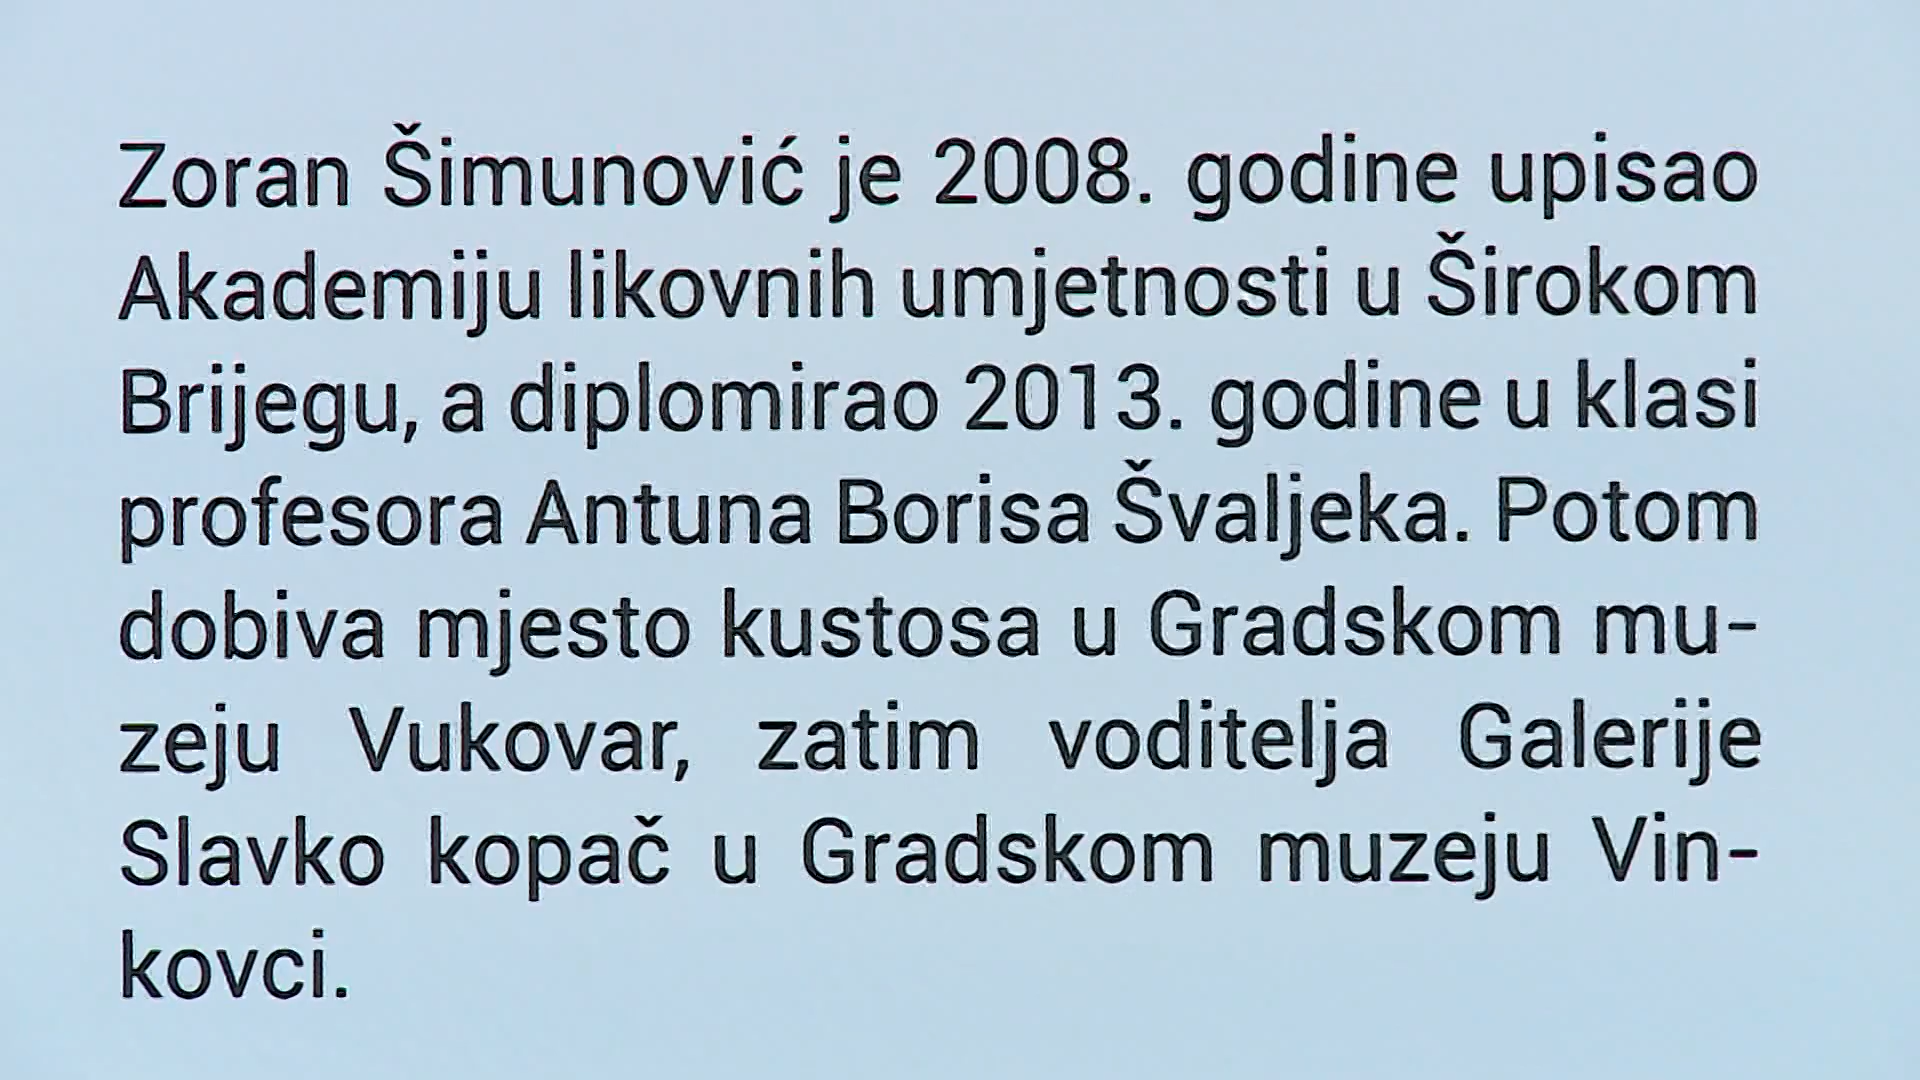 Zoran Šimunović je 2008. godine upisao
Akademiju likovnih umjetnosti u Širokom
Brijegu, a diplomirao 2013. godine u klasi
profesora Antuna Borisa Švaljeka. Potom
dobiva mjesto kustosa u Gradskom mu-
zeju Vukovar, zatim voditelja Galerije
Slavko kopač u Gradskom muzeju Vin-
kovci.